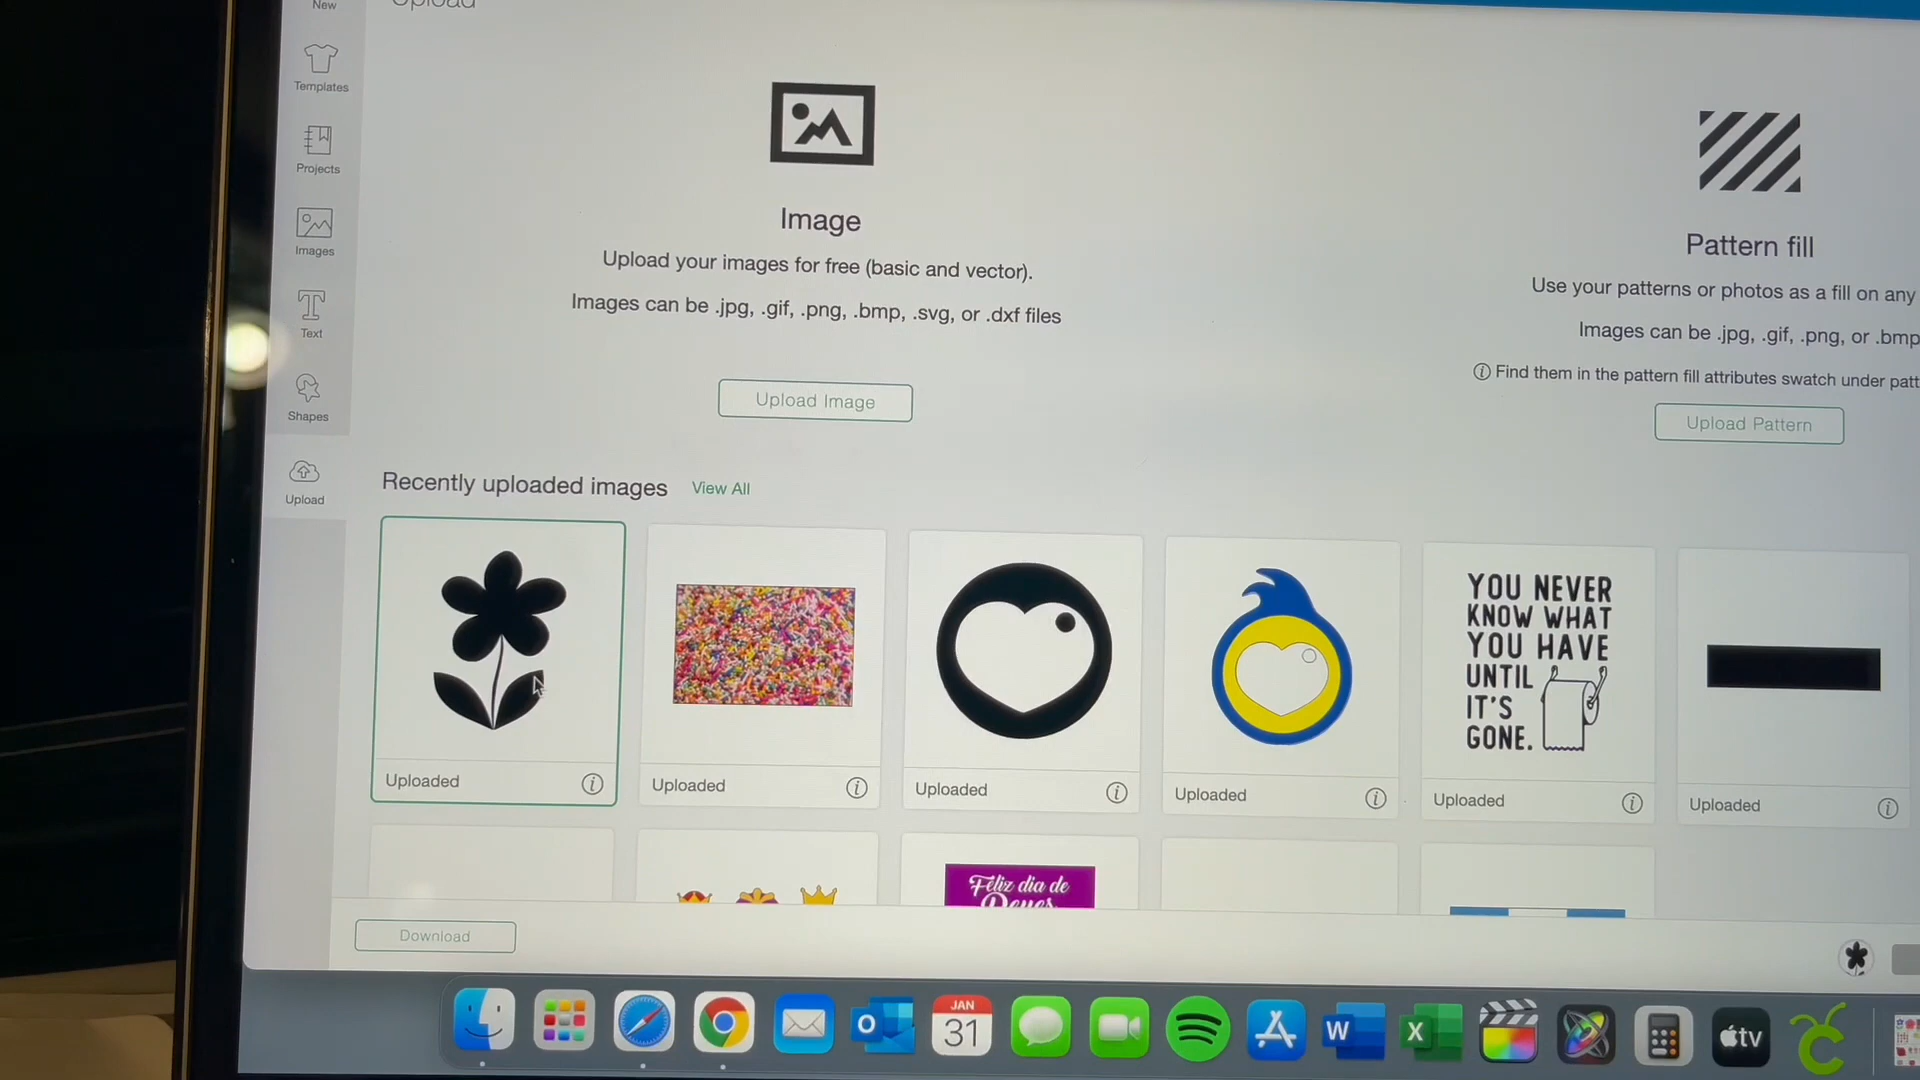 New
Upload
Templates
Projects
Images
Text
Shapes
Upload
Image
Upload your images for free (basic and vector).
Images can be .jpg, .gif, .png, .bmp, .svg, or .dxf files
Upload Image
Pattern fill
Use your patterns or photos as a fill on any
Images can be .jpg, .gif, .png, or .bmp
Find them in the pattern fill attributes swatch under patt
Upload Pattern
Recently uploaded images View All
YOU NEVER
KNOW WHAT
YOU HAVE
UNTIL
IT'S
GONE.
Uploaded
Uploaded
Uploaded
Uploaded
Uploaded
Uploaded
Feliz dia de
Download
JAN
31
O
W
X
tv